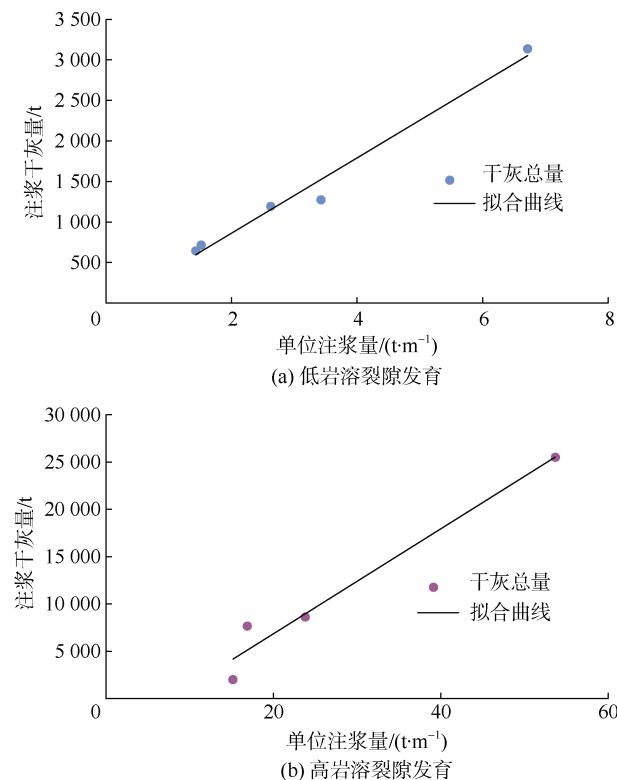 3 500
3 000
2 500
2 000
1 500
1 000
500
注浆干灰量/t
干灰总量
拟合曲线
0
2
4
6
8
单位注浆量/(t·m⁻¹)
(a) 低岩溶裂隙发育
30 000
25 000
20 000
15 000
10 000
5 000
注浆干灰量/t
干灰总量
拟合曲线
0
20
40
60
单位注浆量/(t·m⁻¹)
(b) 高岩溶裂隙发育